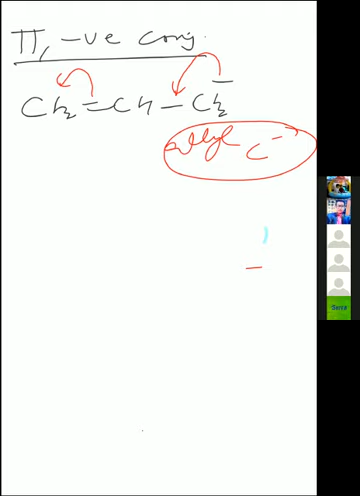 π, -ve conj.
CH₂=CH-CH₂⁻
allyl C⁻